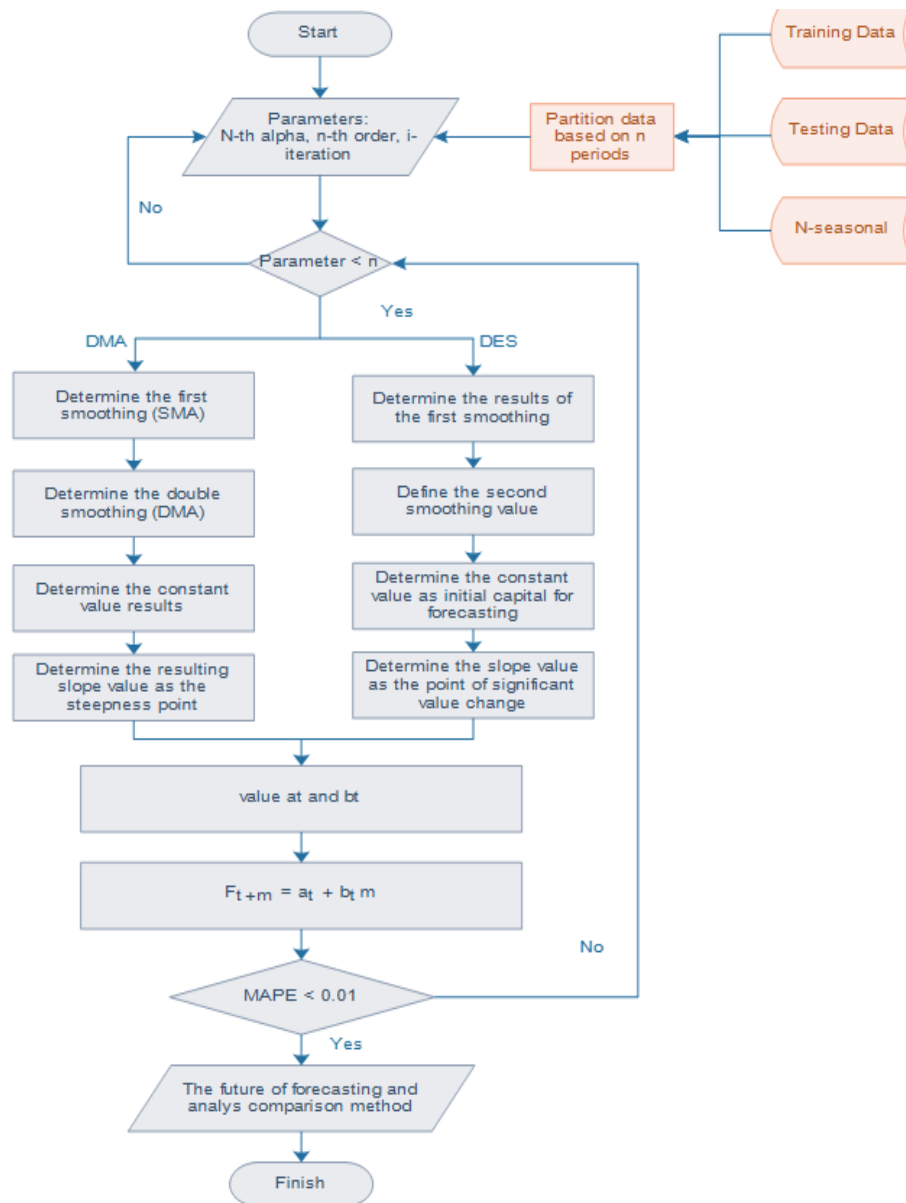 Start
Training Data
Parameters:
N-th alpha, n-th order, i-
iteration
Partition data
based on n
periods
Testing Data
No
N-seasonal
Parameter < n
Yes
DMA
DES
Determine the first
smoothing (SMA)
Determine the results of
the first smoothing
Determine the double
smoothing (DMA)
Define the second
smoothing value
Determine the constant
value results
Determine the constant
value as initial capital for
forecasting
Determine the resulting
slope value as the
steepness point
Determine the slope value
as the point of significant
value change
value at and bt
F t+m = a t + b t m
No
MAPE < 0.01
Yes
The future of forecasting and
analys comparison method
Finish